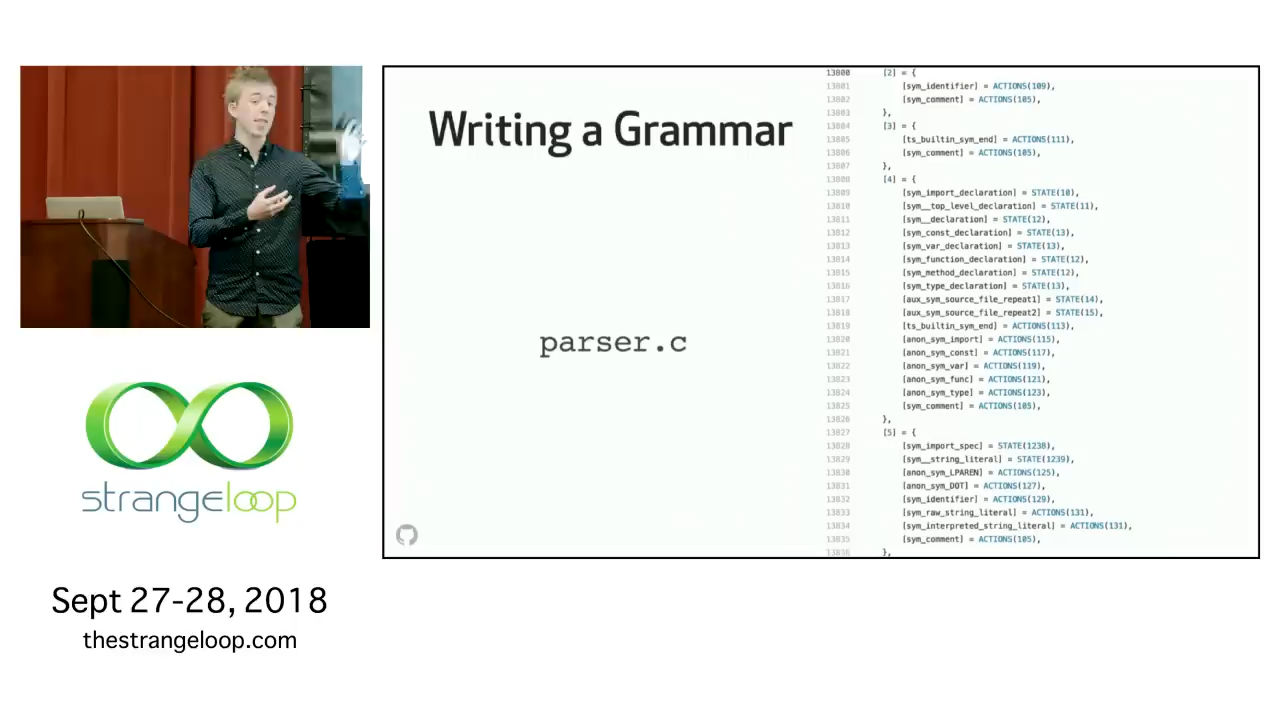 Writing a Grammar
parser.c
13800 [2] = {
13801 [sym_identifier] = ACTIONS(109),
13802 [sym_comment] = ACTIONS(105),
13803 },
13804 [3] = {
13805 [ts_builtin_sym_end] = ACTIONS(111),
13806 [sym_comment] = ACTIONS(105),
13807 },
13808 [4] = {
13809 [sym_import_declaration] = STATE(10),
13810 [sym__top_level_declaration] = STATE(11),
13811 [sym__declaration] = STATE(12),
13812 [sym_const_declaration] = STATE(13),
13813 [sym_var_declaration] = STATE(13),
13814 [sym_function_declaration] = STATE(12),
13815 [sym_method_declaration] = STATE(12),
13816 [sym_type_declaration] = STATE(13),
13817 [aux_sym_source_file_repeat1] = STATE(14),
13818 [aux_sym_source_file_repeat2] = STATE(15),
13819 [ts_builtin_sym_end] = ACTIONS(113),
13820 [anon_sym_import] = ACTIONS(115),
13821 [anon_sym_const] = ACTIONS(117),
13822 [anon_sym_var] = ACTIONS(119),
13823 [anon_sym_func] = ACTIONS(121),
13824 [anon_sym_type] = ACTIONS(123),
13825 [sym_comment] = ACTIONS(105),
13826 },
13827 [5] = {
13828 [sym_import_spec] = STATE(1238),
13829 [sym__string_literal] = STATE(1239),
13830 [anon_sym_LPAREN] = ACTIONS(125),
13831 [anon_sym_DOT] = ACTIONS(127),
13832 [sym_identifier] = ACTIONS(129),
13833 [sym_raw_string_literal] = ACTIONS(131),
13834 [sym_interpreted_string_literal] = ACTIONS(131),
13835 [sym_comment] = ACTIONS(105),
13836 },
strangeloop
Sept 27-28, 2018
thestrangeloop.com